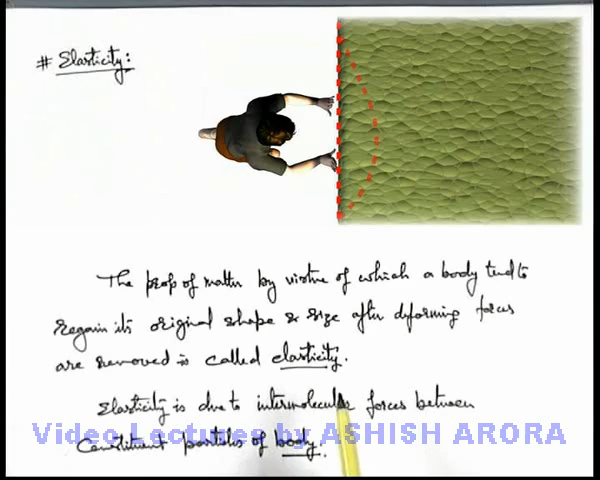 # Elasticity:
The prop of matter by virtue of which a body tend to
regain its original shape & size after deforming forces
are removed is called elasticity.
Elasticity is due to intermolecular forces between
Video Lectures by ASHISH ARORA
Constituent particles of body.